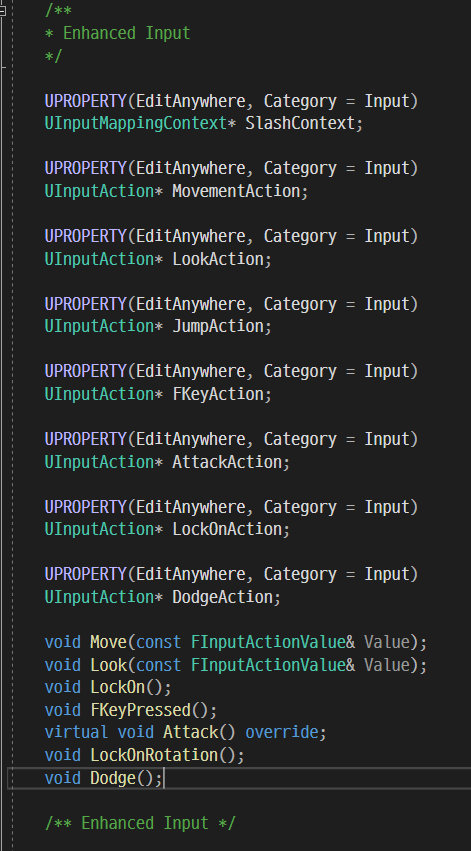 /**
* Enhanced Input
*/
UPROPERTY(EditAnywhere, Category = Input)
UInputMappingContext* SlashContext;
UPROPERTY(EditAnywhere, Category = Input)
UInputAction* MovementAction;
UPROPERTY(EditAnywhere, Category = Input)
UInputAction* LookAction;
UPROPERTY(EditAnywhere, Category = Input)
UInputAction* JumpAction;
UPROPERTY(EditAnywhere, Category = Input)
UInputAction* FKeyAction;
UPROPERTY(EditAnywhere, Category = Input)
UInputAction* AttackAction;
UPROPERTY(EditAnywhere, Category = Input)
UInputAction* LockOnAction;
UPROPERTY(EditAnywhere, Category = Input)
UInputAction* DodgeAction;
void Move(const FInputActionValue& Value);
void Look(const FInputActionValue& Value);
void LockOn();
void FKeyPressed();
virtual void Attack() override;
void LockOnRotation();
void Dodge();
/** Enhanced Input */